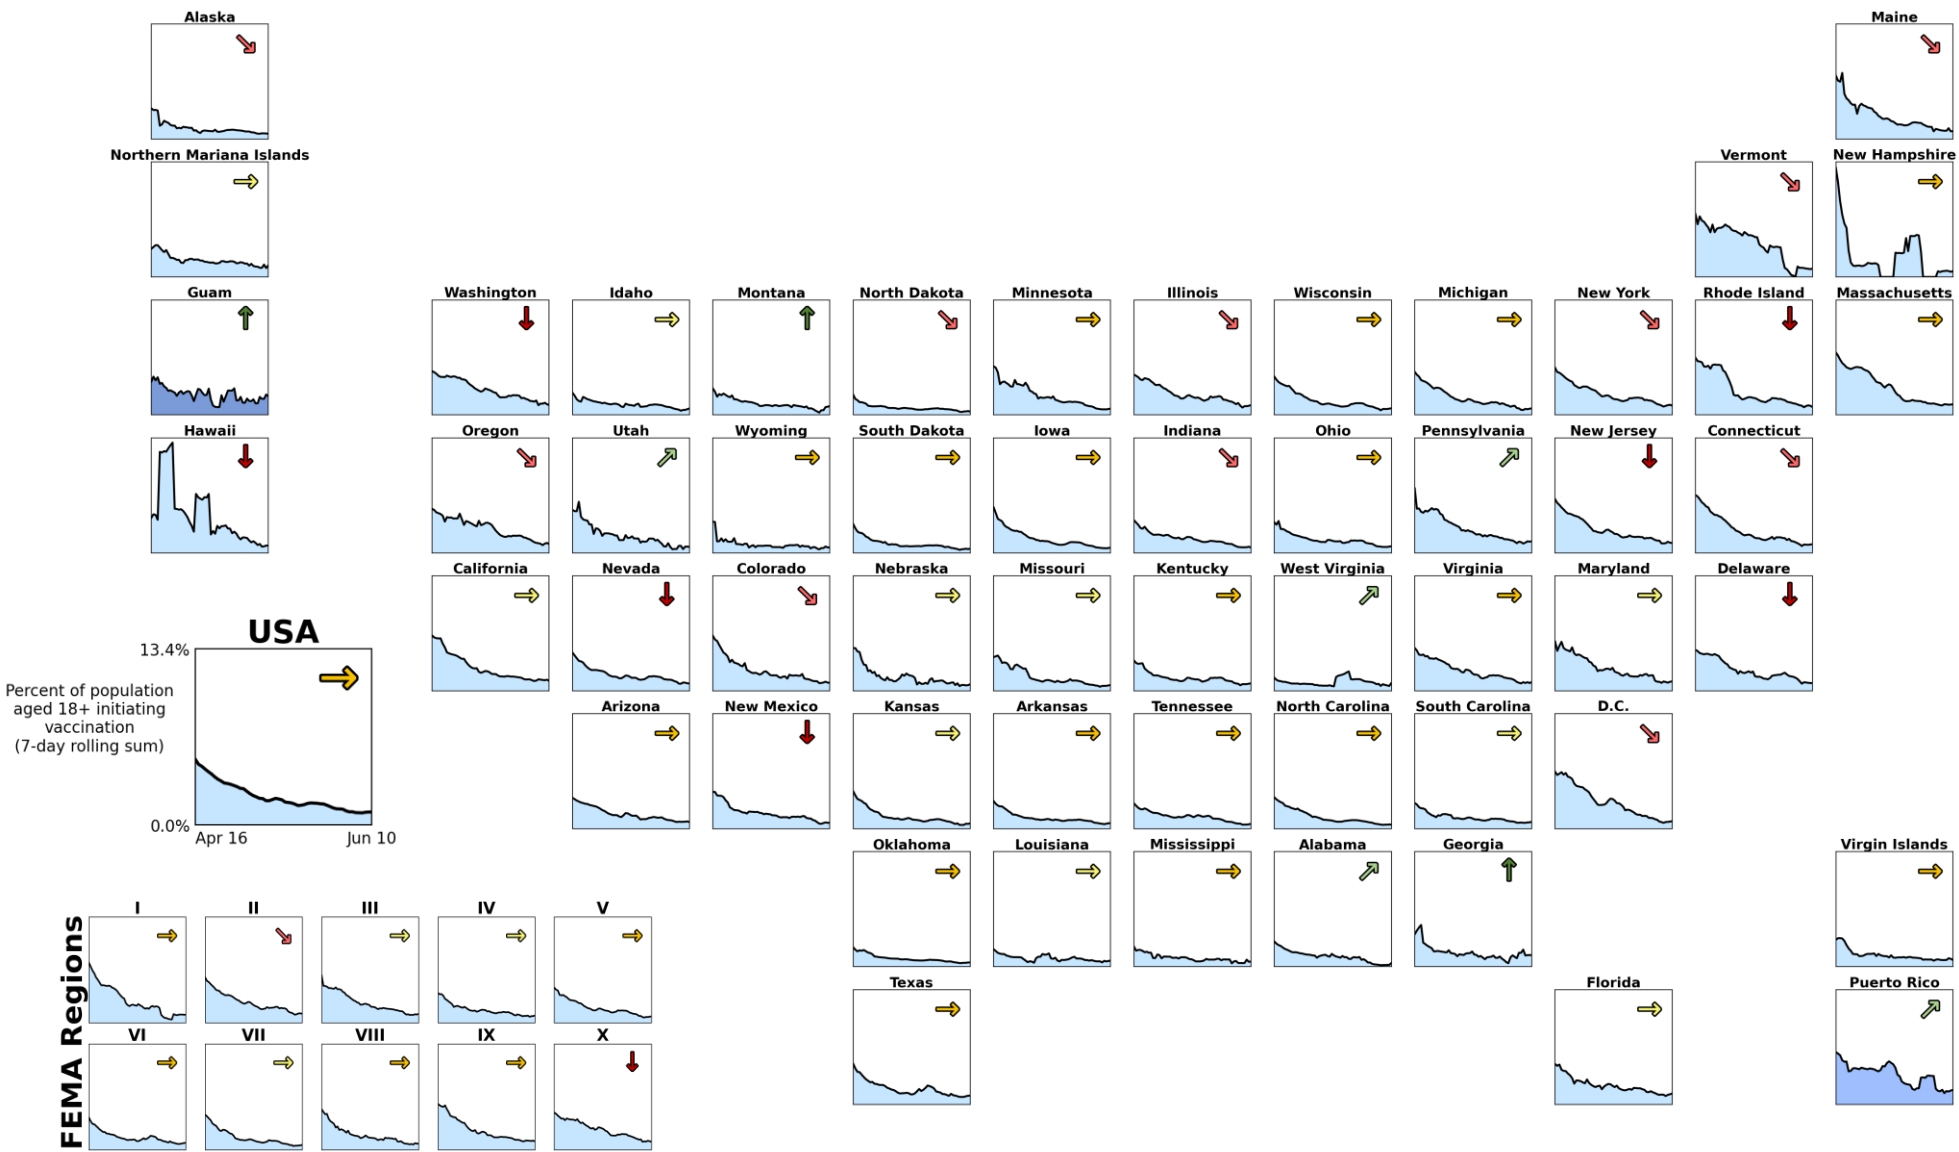 Alaska
Maine
Northern Mariana Islands
Vermont
New Hampshire
Guam
Washington
Idaho
Montana
North Dakota
Minnesota
Illinois
Wisconsin
Michigan
New York
Rhode Island
Massachusetts
Hawaii
Oregon
Utah
Wyoming
South Dakota
Iowa
Indiana
Ohio
Pennsylvania
New Jersey
Connecticut
California
Nevada
Colorado
Nebraska
Missouri
Kentucky
West Virginia
Virginia
Maryland
Delaware
USA
13.4%
Percent of population
aged 18+ initiating
vaccination
(7-day rolling sum)
0.0%
Apr 16
Jun 10
Arizona
New Mexico
Kansas
Arkansas
Tennessee
North Carolina
South Carolina
D.C.
Oklahoma
Louisiana
Mississippi
Alabama
Georgia
Virgin Islands
Texas
Florida
Puerto Rico
FEMA Regions
I
II
III
IV
V
VI
VII
VIII
IX
X